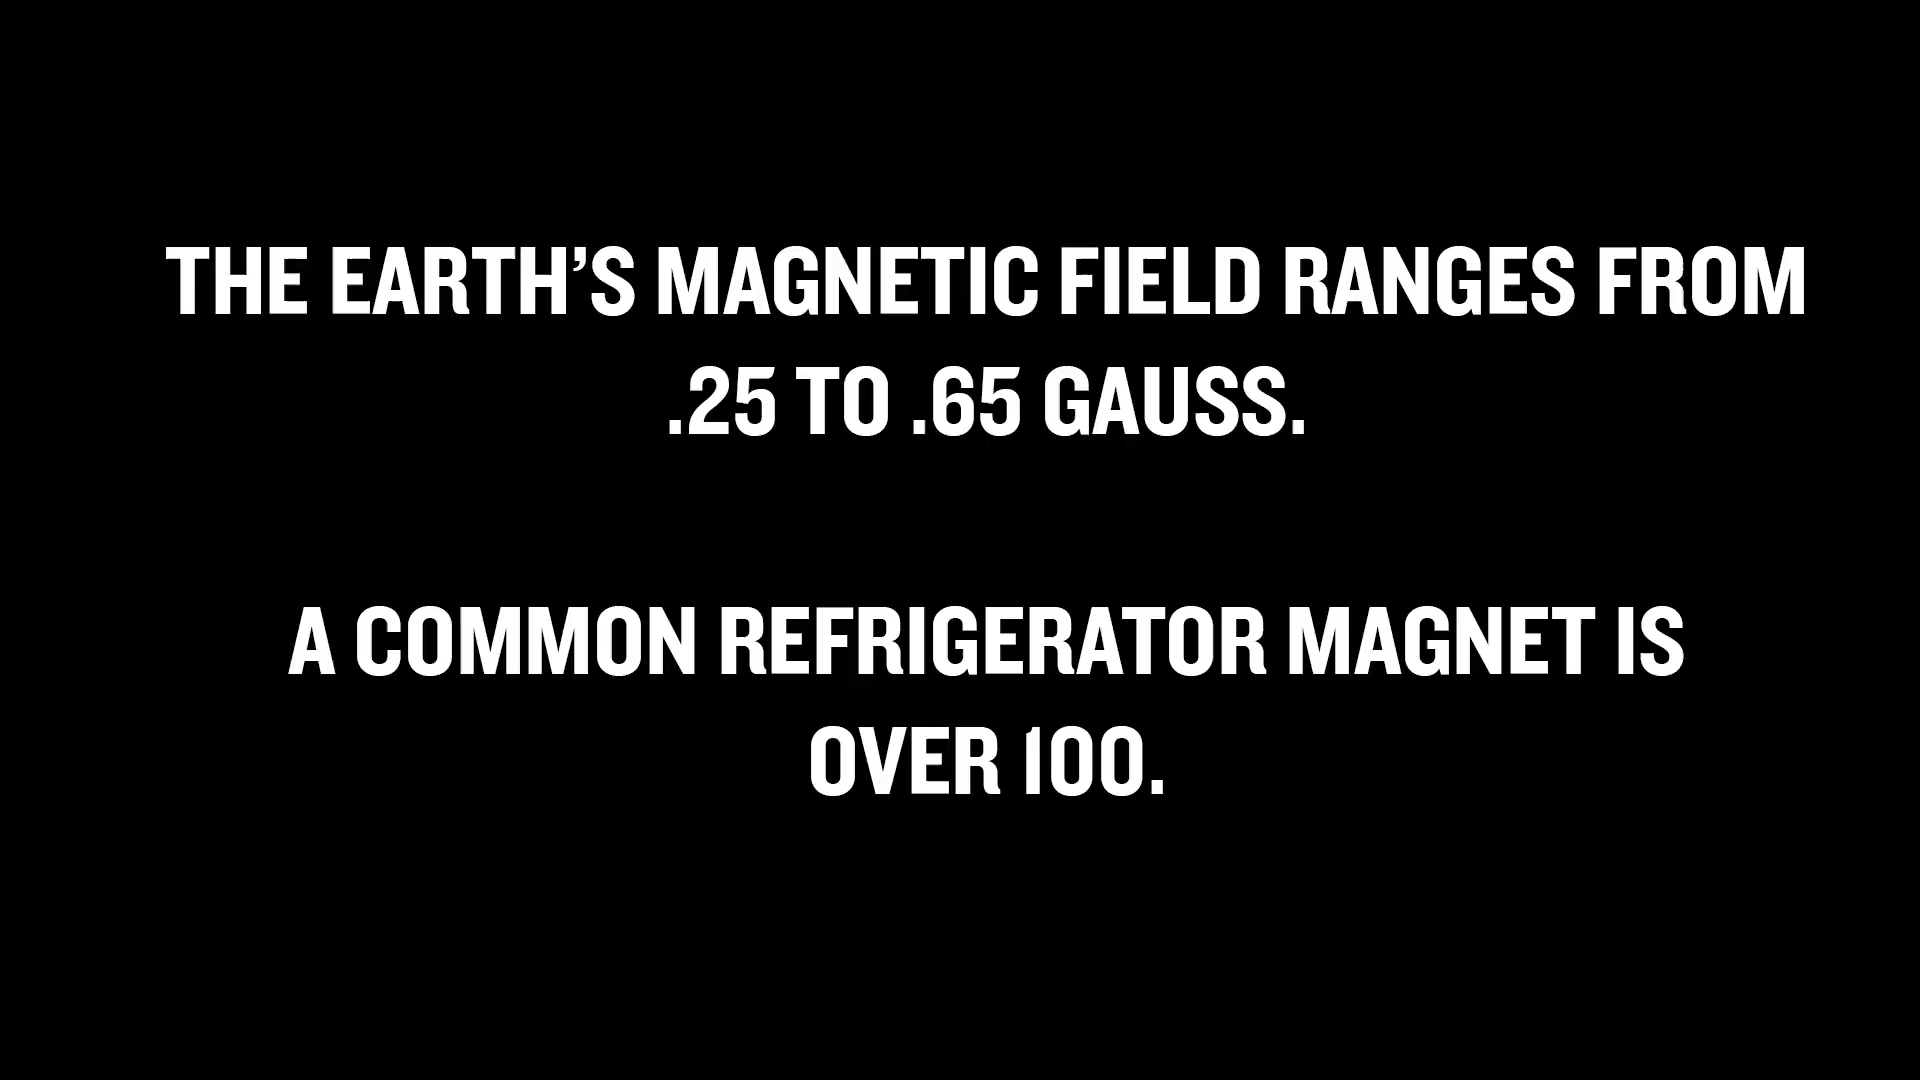 THE EARTH’S MAGNETIC FIELD RANGES FROM
.25 TO .65 GAUSS.
A COMMON REFRIGERATOR MAGNET IS
OVER 100.